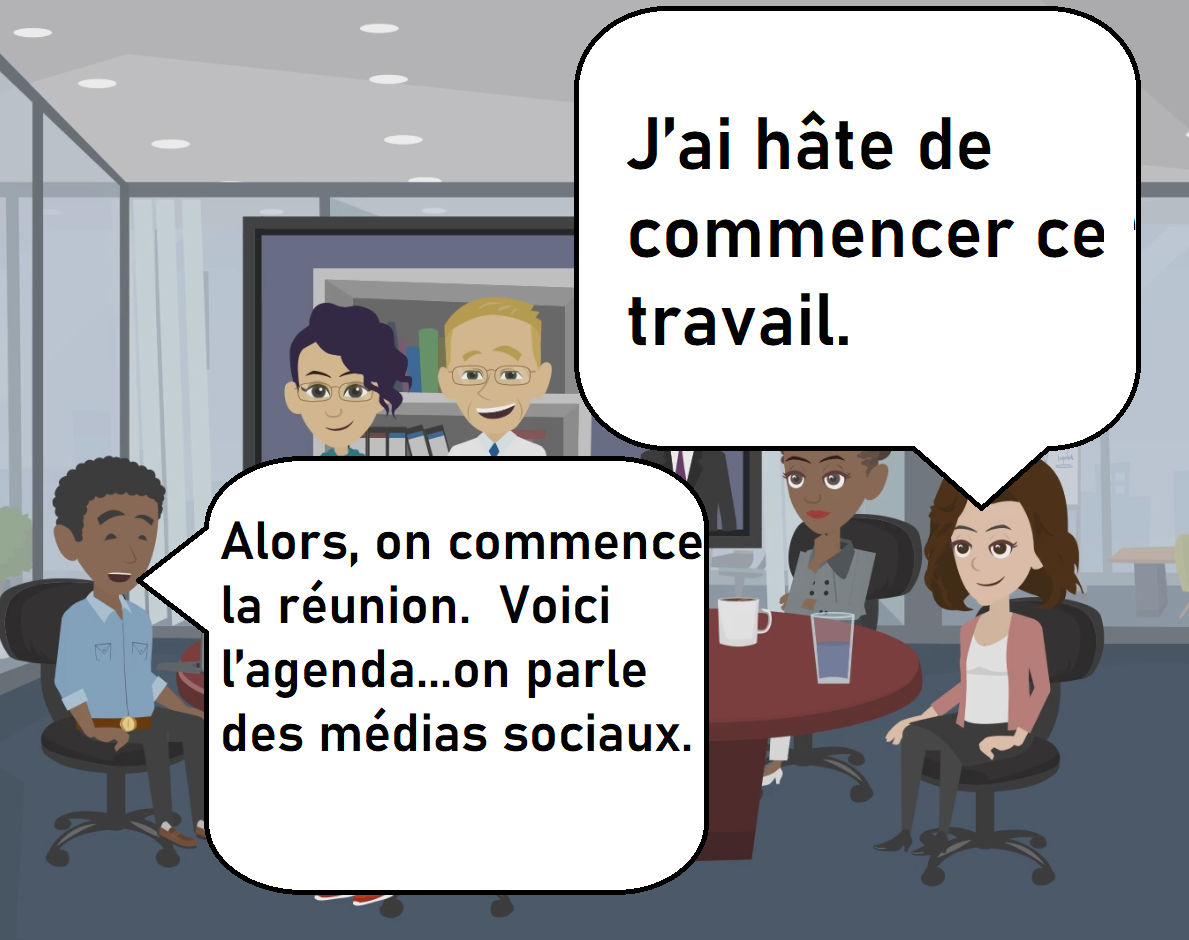 J'ai hâte de
commencer ce
travail.
Alors, on commence
la réunion.  Voici
l'agenda...on parle
des médias sociaux.